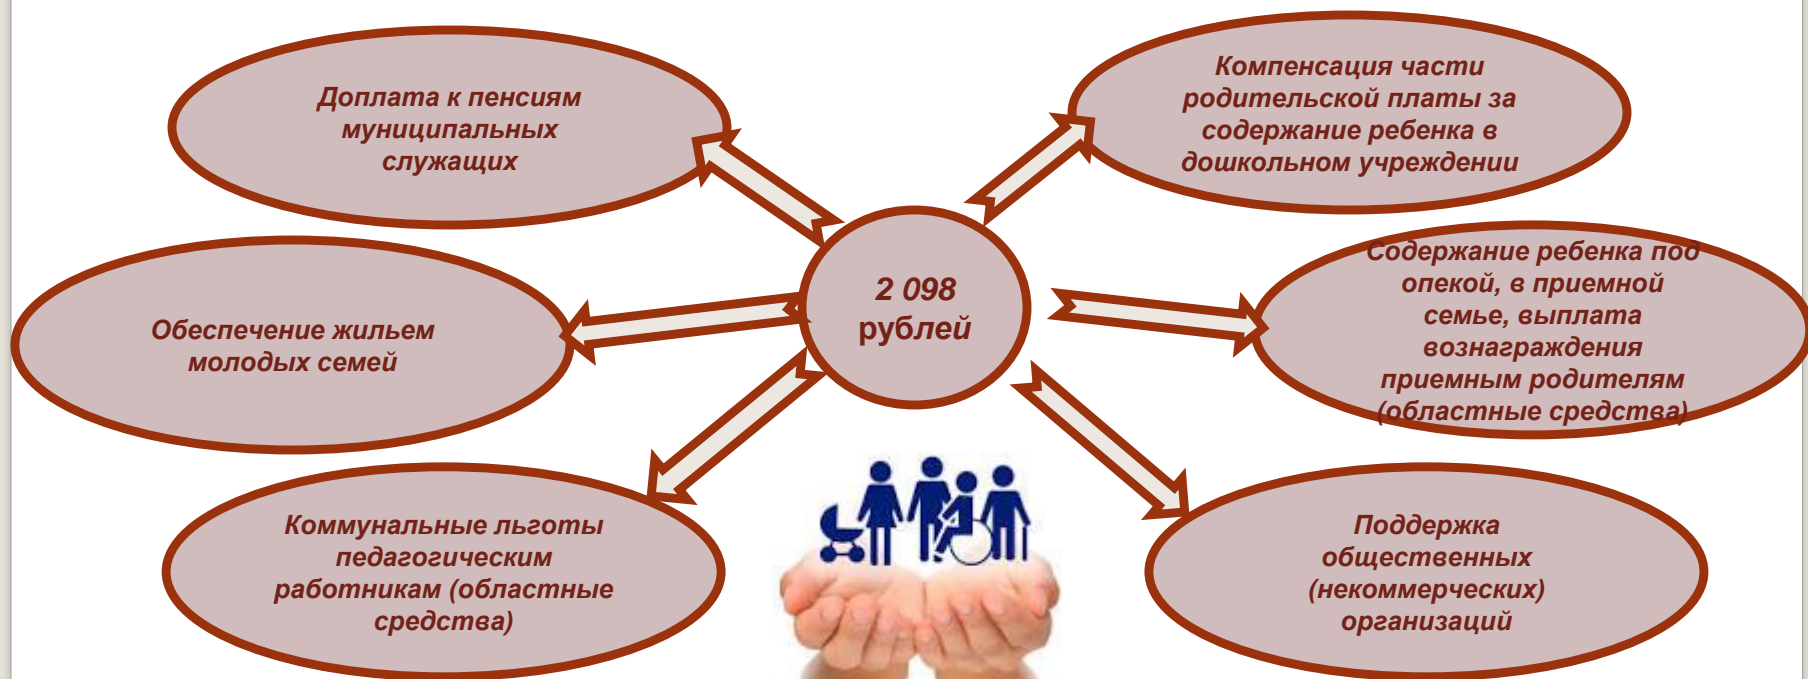 Доплата к пенсиям
муниципальных
служащих
Компенсация части
родительской платы за
содержание ребенка в
дошкольном учреждении
Обеспечение жильем
молодых семей
2 098
рублей
Содержание ребенка под
опекой, в приемной
семье, выплата
вознаграждения
приемным родителям
(областные средства)
Коммунальные льготы
педагогическим
работникам (областные
средства)
Поддержка
общественных
(некоммерческих)
организаций